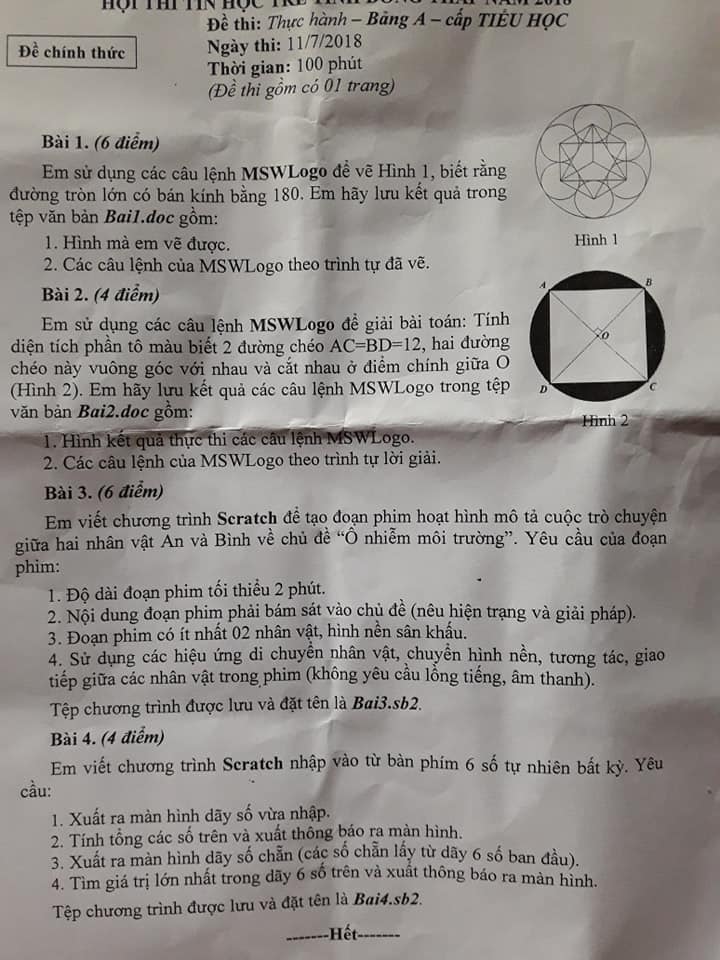 HỘI THI TIN HỌC TRẺ TỈNH ĐỒNG THÁP NĂM 2018
Đề thi: Thực hành – Bảng A – cấp TIỂU HỌC
Đề chính thức
Ngày thi: 11/7/2018
Thời gian: 100 phút
(Đề thi gồm có 01 trang)
Bài 1. (6 điểm)
Em sử dụng các câu lệnh MSWLogo để vẽ Hình 1, biết rằng
đường tròn lớn có bán kính bằng 180. Em hãy lưu kết quả trong
tệp văn bản Bai1.doc gồm:
1. Hình mà em vẽ được.
2. Các câu lệnh của MSWLogo theo trình tự đã vẽ.
Hình 1
Bài 2. (4 điểm)
Em sử dụng các câu lệnh MSWLogo để giải bài toán: Tính
diện tích phần tô màu biết 2 đường chéo AC=BD=12, hai đường
chéo này vuông góc với nhau và cắt nhau ở điểm chính giữa O
(Hình 2). Em hãy lưu kết quả các câu lệnh MSWLogo trong tệp
văn bản Bai2.doc gồm:
1. Hình kết quả thực thi các câu lệnh MSWLogo.
2. Các câu lệnh của MSWLogo theo trình tự lời giải.
A B
O
D C
Hình 2
Bài 3. (6 điểm)
Em viết chương trình Scratch để tạo đoạn phim hoạt hình mô tả cuộc trò chuyện
giữa hai nhân vật An và Bình về chủ đề “Ô nhiễm môi trường”. Yêu cầu của đoạn
phim:
1. Độ dài đoạn phim tối thiểu 2 phút.
2. Nội dung đoạn phim phải bám sát vào chủ đề (nêu hiện trạng và giải pháp).
3. Đoạn phim có ít nhất 02 nhân vật, hình nền sân khấu.
4. Sử dụng các hiệu ứng di chuyển nhân vật, chuyển hình nền, tương tác, giao
tiếp giữa các nhân vật trong phim (không yêu cầu lồng tiếng, âm thanh).
Tệp chương trình được lưu và đặt tên là Bai3.sb2.
Bài 4. (4 điểm)
Em viết chương trình Scratch nhập vào từ bàn phím 6 số tự nhiên bất kỳ. Yêu
cầu:
1. Xuất ra màn hình dãy số vừa nhập.
2. Tính tổng các số trên và xuất thông báo ra màn hình.
3. Xuất ra màn hình dãy số chẵn (các số chẵn lấy từ dãy 6 số ban đầu).
4. Tìm giá trị lớn nhất trong dãy 6 số trên và xuất thông báo ra màn hình.
Tệp chương trình được lưu và đặt tên là Bai4.sb2.
-------Hết-------